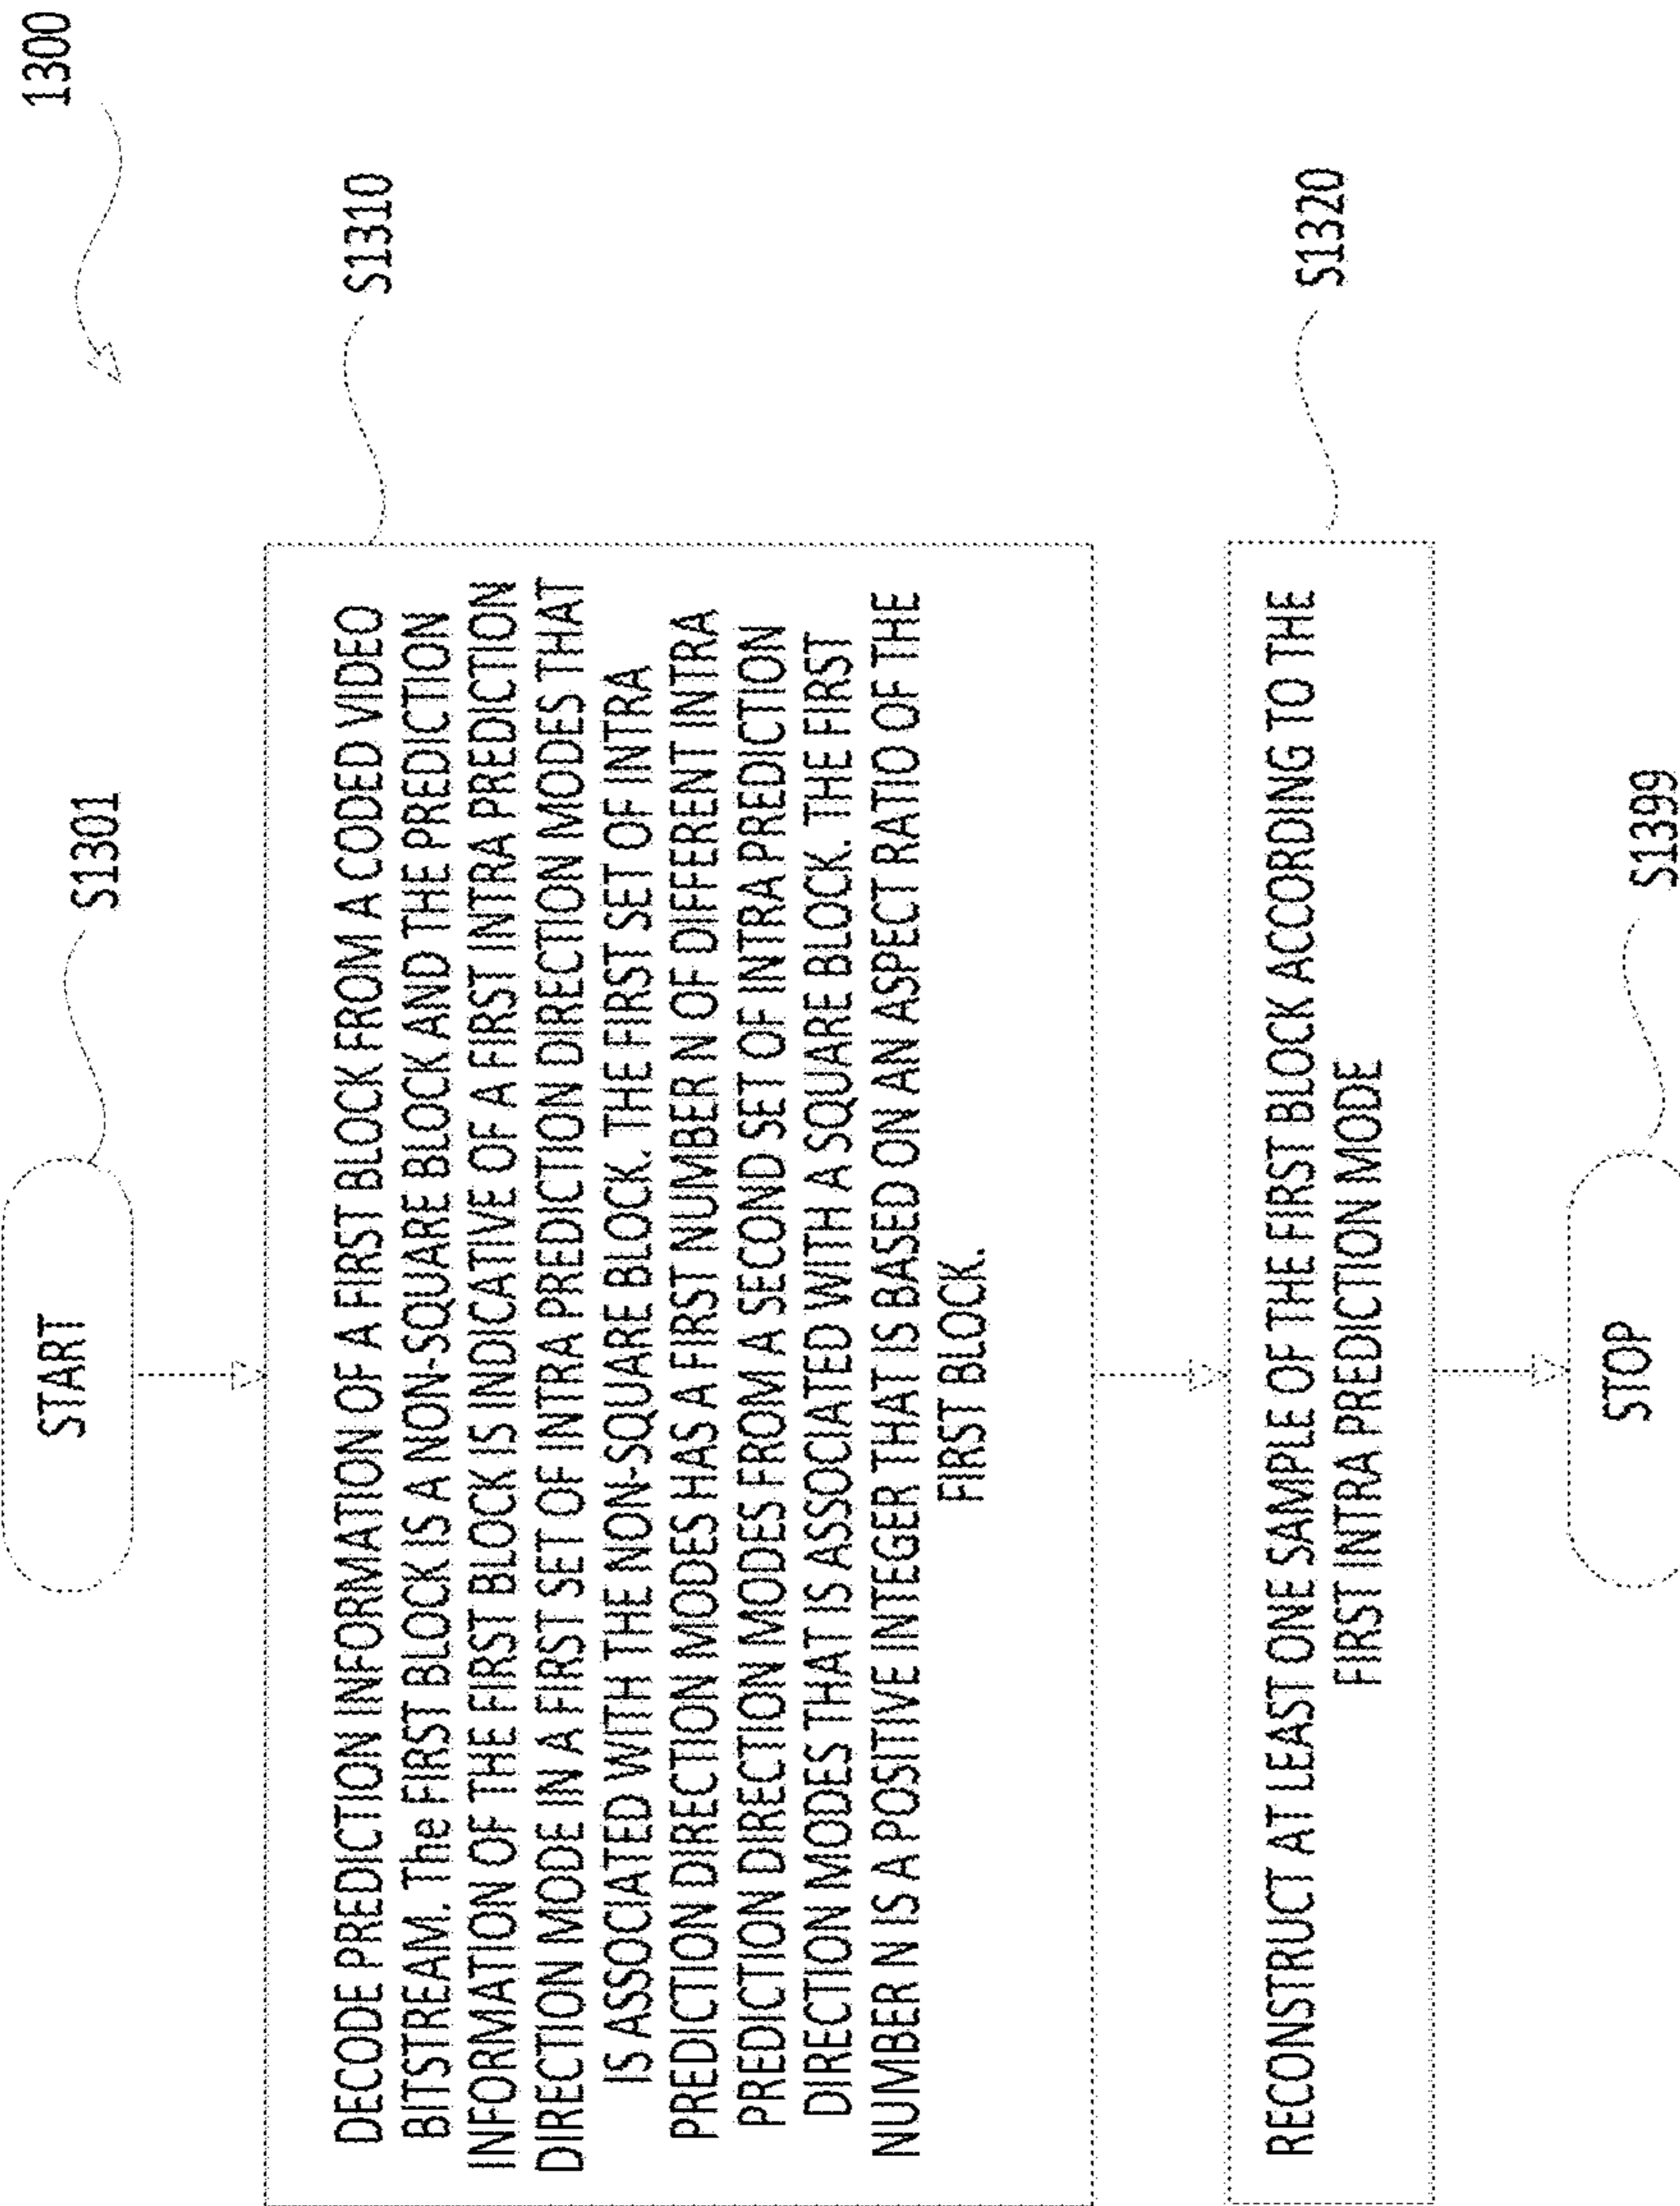 1300
START
S1301
DECODE PREDICTION INFORMATION OF A FIRST BLOCK FROM A CODED VIDEO
BITSTREAM. The FIRST BLOCK IS A NON-SQUARE BLOCK AND THE PREDICTION
INFORMATION OF THE FIRST BLOCK IS INDICATIVE OF A FIRST INTRA PREDICTION
DIRECTION MODE IN A FIRST SET OF INTRA PREDICTION DIRECTION MODES THAT
IS ASSOCIATED WITH THE NON-SQUARE BLOCK. THE FIRST SET OF INTRA
PREDICTION DIRECTION MODES HAS A FIRST NUMBER N OF DIFFERENT INTRA
PREDICTION DIRECTION MODES FROM A SECOND SET OF INTRA PREDICTION
DIRECTION MODES THAT IS ASSOCIATED WITH A SQUARE BLOCK. THE FIRST
NUMBER N IS A POSITIVE INTEGER THAT IS BASED ON AN ASPECT RATIO OF THE
FIRST BLOCK.
S1310
RECONSTRUCT AT LEAST ONE SAMPLE OF THE FIRST BLOCK ACCORDING TO THE
FIRST INTRA PREDICTION MODE
S1320
STOP
S1399